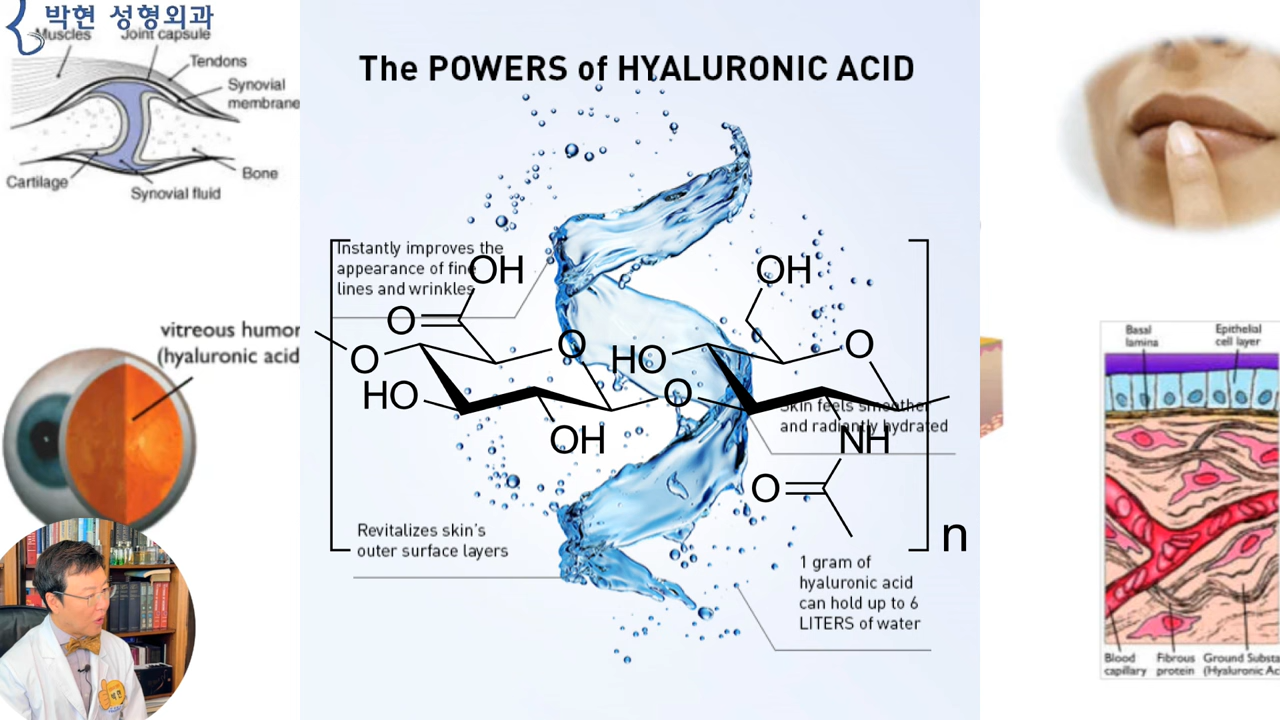 박현 성형외과
Muscles
Joint capsule
Tendons
Synovial
membrane
Cartilage
Synovial fluid
Bone
vitreous humor
(hyaluronic acid
The POWERS of HYALURONIC ACID
Instantly improves the
appearance of fine
lines and wrinkles
Skin feels smoother
and radiantly hydrated
Revitalizes skin's
outer surface layers
1 gram of
hyaluronic acid
can hold up to 6
LITERS of water
OH
O
O
HO
O
OH
O
HO
OH
O
NH
O
n
Basal
lamina
Epithelial
cell layer
Blood
capillary
Fibrous
protein
Ground Substa
(Hyaluronic Ac